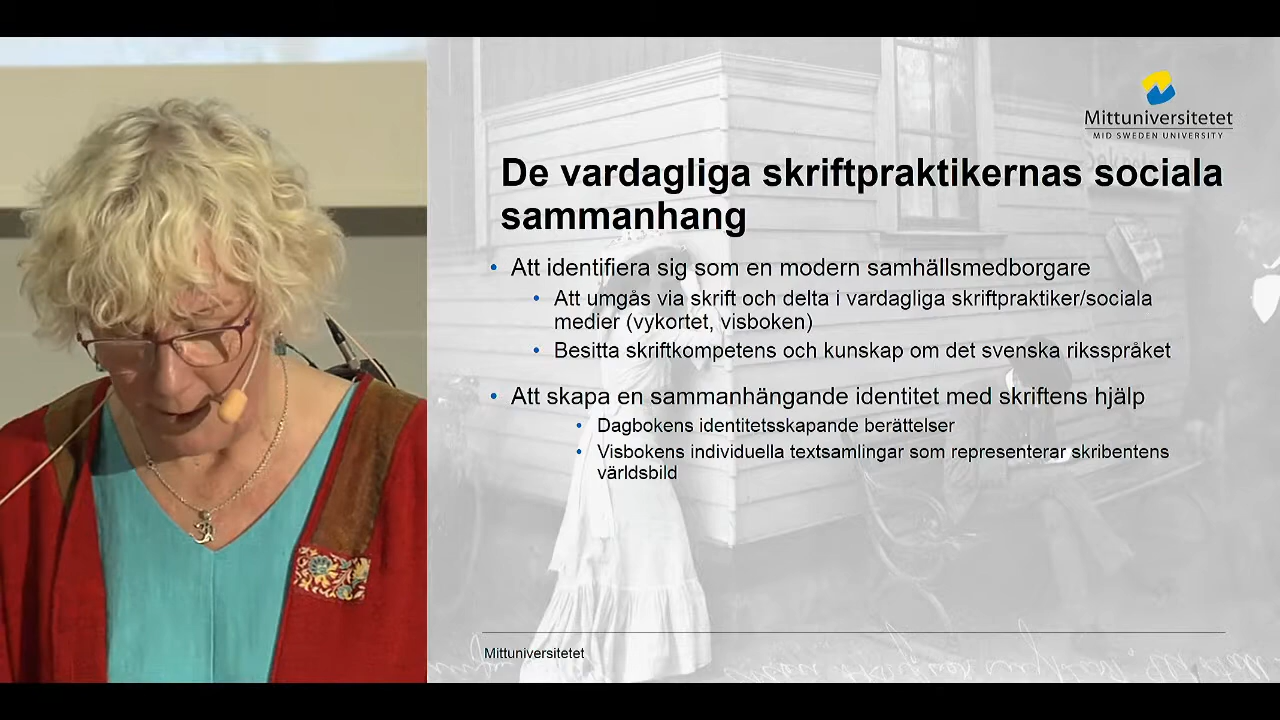 Mittuniversitetet
MID SWEDEN UNIVERSITY
De vardagliga skriftpraktikernas sociala
sammanhang
• Att identifiera sig som en modern samhällsmedborgare
• Att umgås via skrift och delta i vardagliga skriftpraktiker/sociala
medier (vykortet, visboken)
• Besitta skriftkompetens och kunskap om det svenska riksspråket
• Att skapa en sammanhängande identitet med skriftens hjälp
• Dagbokens identitetsskapande berättelser
• Visbokens individuella textsamlingar som representerar skribentens
världsbild
Mittuniversitetet